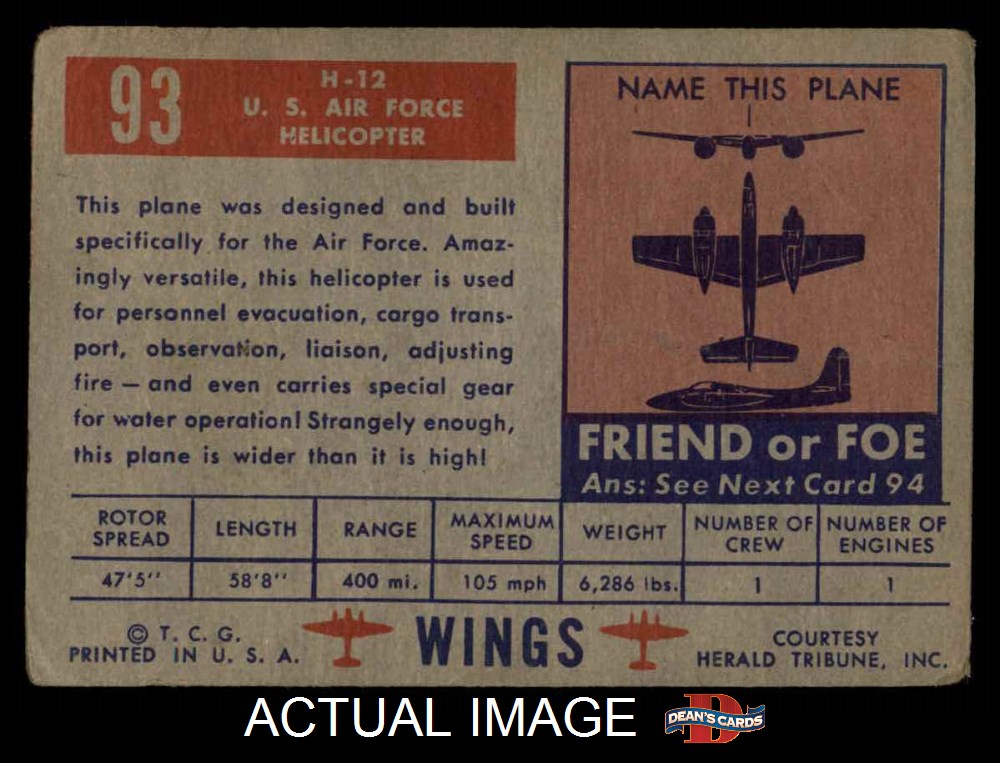 93
H-12
U. S. AIR FORCE
HELICOPTER
This plane was designed and built
specifically for the Air Force. Amaz-
ingly versatile, this helicopter is used
for personnel evacuation, cargo trans-
port, observation, liaison, adjusting
fire — and even carries special gear
for water operation! Strangely enough,
this plane is wider than it is high!
NAME THIS PLANE
FRIEND or FOE
Ans: See Next Card 94
ROTOR SPREAD LENGTH RANGE MAXIMUM SPEED WEIGHT NUMBER OF CREW NUMBER OF ENGINES
47'5'' 58'8'' 400 mi. 105 mph 6,286 lbs. 1 1
© T. C. G.
PRINTED IN U. S. A.
WINGS
COURTESY
HERALD TRIBUNE, INC.
ACTUAL IMAGE
D
DEAN'S CARDS